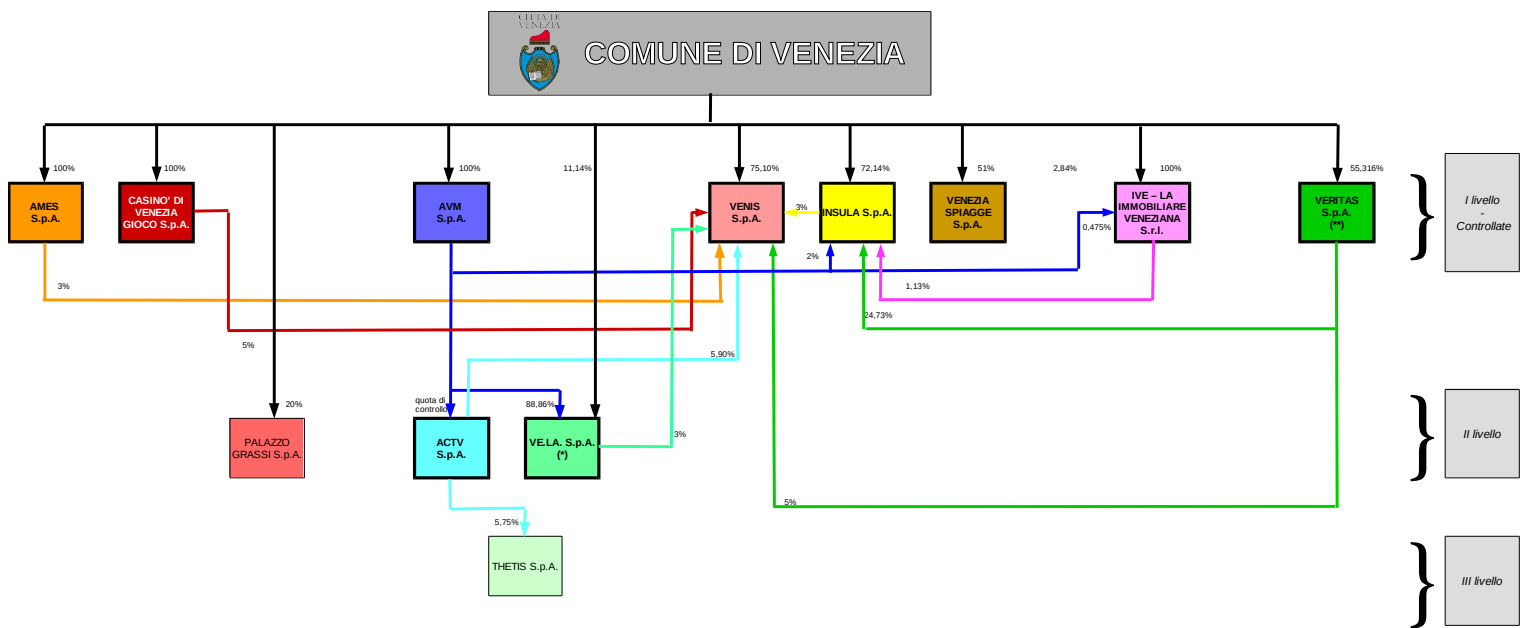 CITTA DI
VENEZIA
COMUNE DI VENEZIA
100%
100%
100%
11,14%
75,10%
72,14%
51%
2,84%
100%
55,316%
AMES
S.p.A.
CASINO' DI
VENEZIA
GIOCO S.p.A.
AVM
S.p.A.
VENIS
S.p.A.
3%
INSULA S.p.A.
VENEZIA
SPIAGGE
S.p.A.
IVE – LA
IMMOBILIARE
VENEZIANA
S.r.l.
VERITAS
S.p.A.
(**)
I livello
-
Controllate
0,475%
2%
3%
1,13%
24,73%
5%
5,90%
20%
quota di
controllo
88,86%
PALAZZO
GRASSI S.p.A.
ACTV
S.p.A.
VE.LA. S.p.A.
(*)
3%
II livello
5%
5,75%
THETIS S.p.A.
III livello